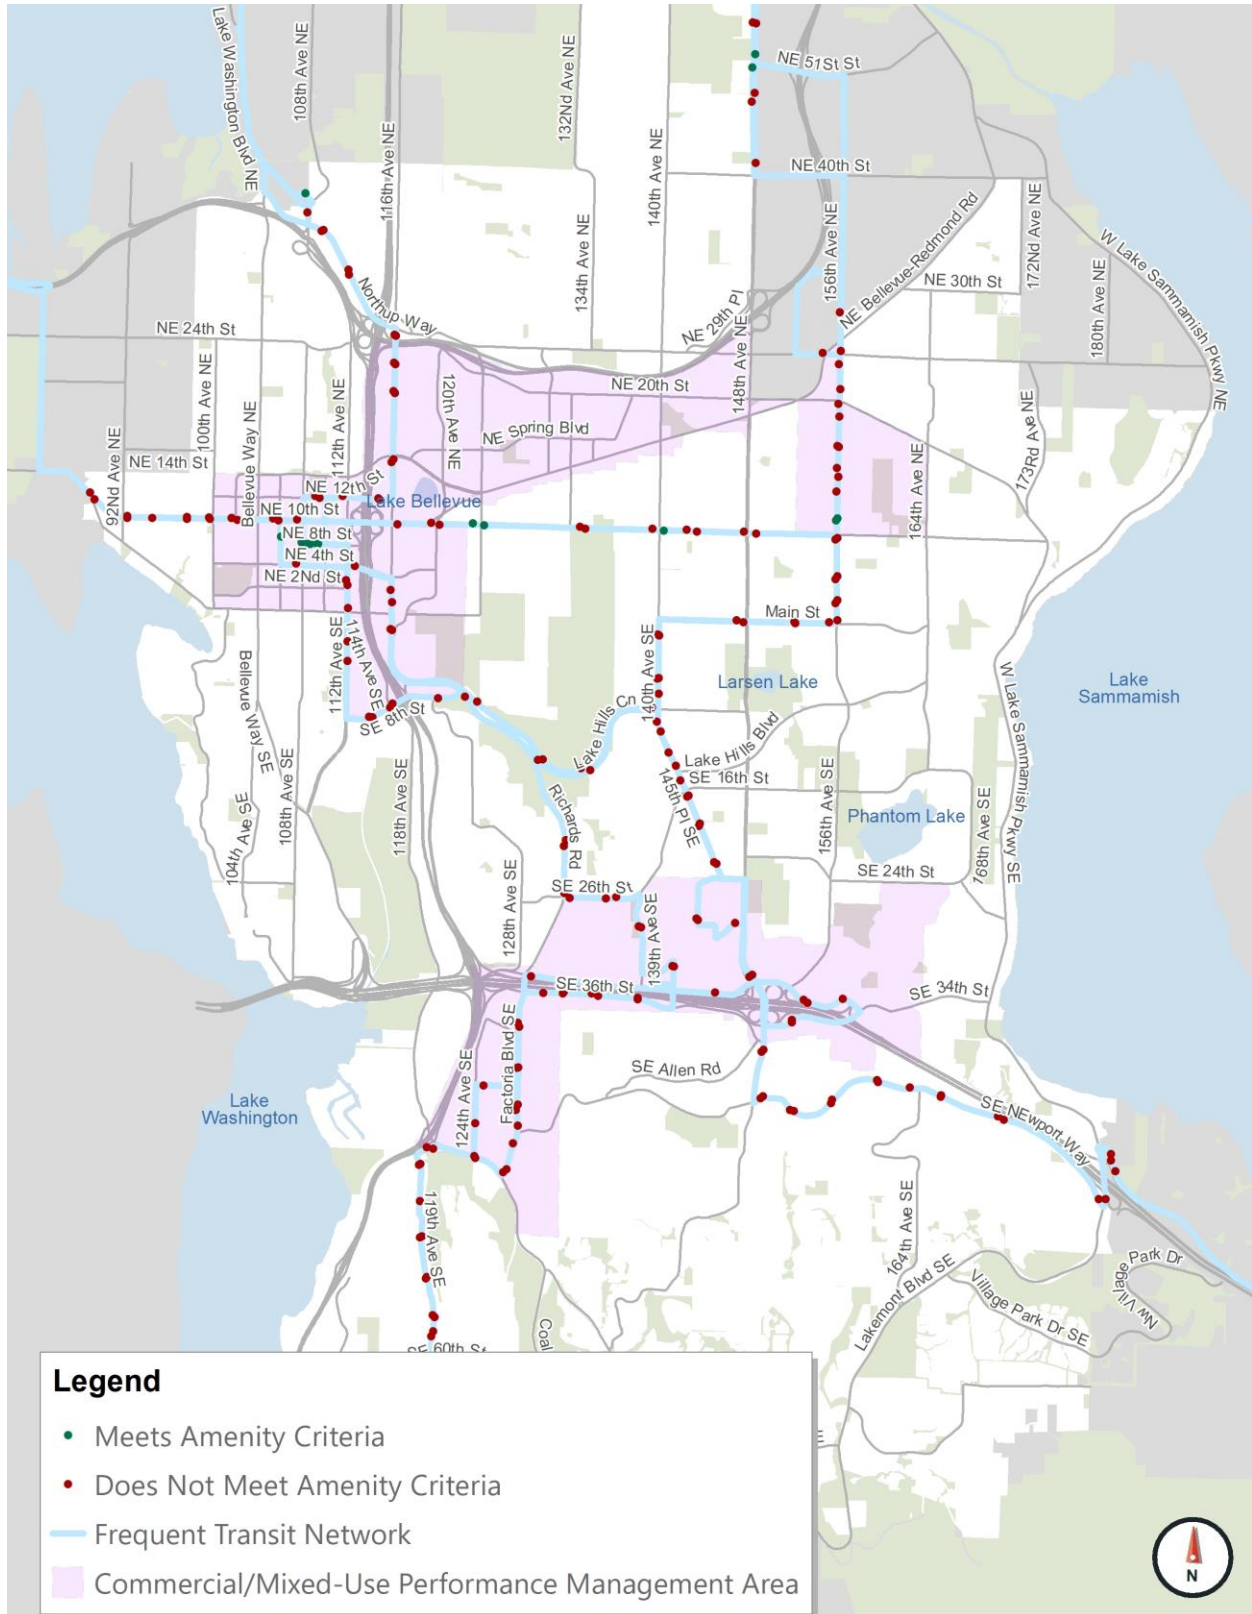 Lake Washington Blvd NE
108th Ave NE
116th Ave NE
132Nd Ave NE
140th Ave NE
NE 51St St
NE 40th St
156th Ave NE
NE Bellevue-Redmond Rd
172Nd Ave NE
W Lake Sammamish Pkwy NE
180th Ave NE
134th Ave NE
NE 30th St
Northup Way
NE 29th Pl
NE 24th St
148th Ave NE
NE 20th St
100th Ave NE
112th Ave NE
120th Ave NE
Bellevue Way NE
NE Spring Blvd
173Rd Ave NE
92Nd Ave NE
NE 14th St
NE 12th St
Lake Bellevue
164th Ave NE
NE 10th St
NE 8th St
NE 4th St
NE 2Nd St
Main St
112th Ave SE
114th Ave SE
Bellevue Way SE
140th Ave SE
Larsen Lake
W Lake Sammamish Pkwy SE
Lake
Sammamish
SE 8th St
Lake Hills Cn
Lake Hills Blvd
SE 16th St
145th Pl SE
104th Ave SE
108th Ave SE
118th Ave SE
Richards Rd
156th Ave SE
Phantom Lake
168th Ave SE
128th Ave SE
SE 26th St
SE 24th St
139th Ave SE
SE 36th St
SE 34th St
Factoria Blvd SE
124th Ave SE
SE Allen Rd
Lake
Washington
SE NEwport Way
119th Ave SE
164th Ave SE
Lakemont Blvd SE
Village Park Dr SE
NW Village Park Dr
SE 60th St
Coal
E
Legend
Meets Amenity Criteria
Does Not Meet Amenity Criteria
Frequent Transit Network
Commercial/Mixed-Use Performance Management Area
N